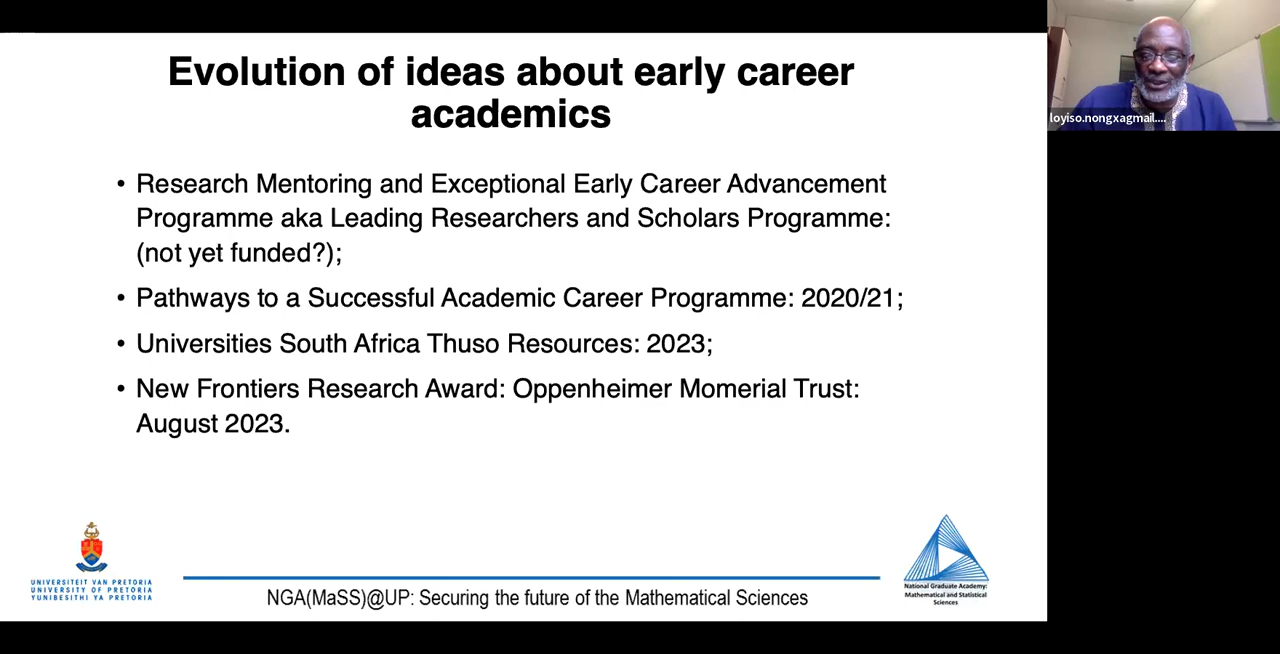 Evolution of ideas about early career
academics
• Research Mentoring and Exceptional Early Career Advancement
Programme aka Leading Researchers and Scholars Programme:
(not yet funded?);
• Pathways to a Successful Academic Career Programme: 2020/21;
• Universities South Africa Thuso Resources: 2023;
• New Frontiers Research Award: Oppenheimer Momerial Trust:
August 2023.
UNIVERSITEIT VAN PRETORIA
UNIVERSITY OF PRETORIA
YUNIBESITHI YA PRETORIA
NGA(MaSS)@UP: Securing the future of the Mathematical Sciences
National Graduate Academy:
Mathematical and Statistical
Sciences
loyiso.nongxagmail....